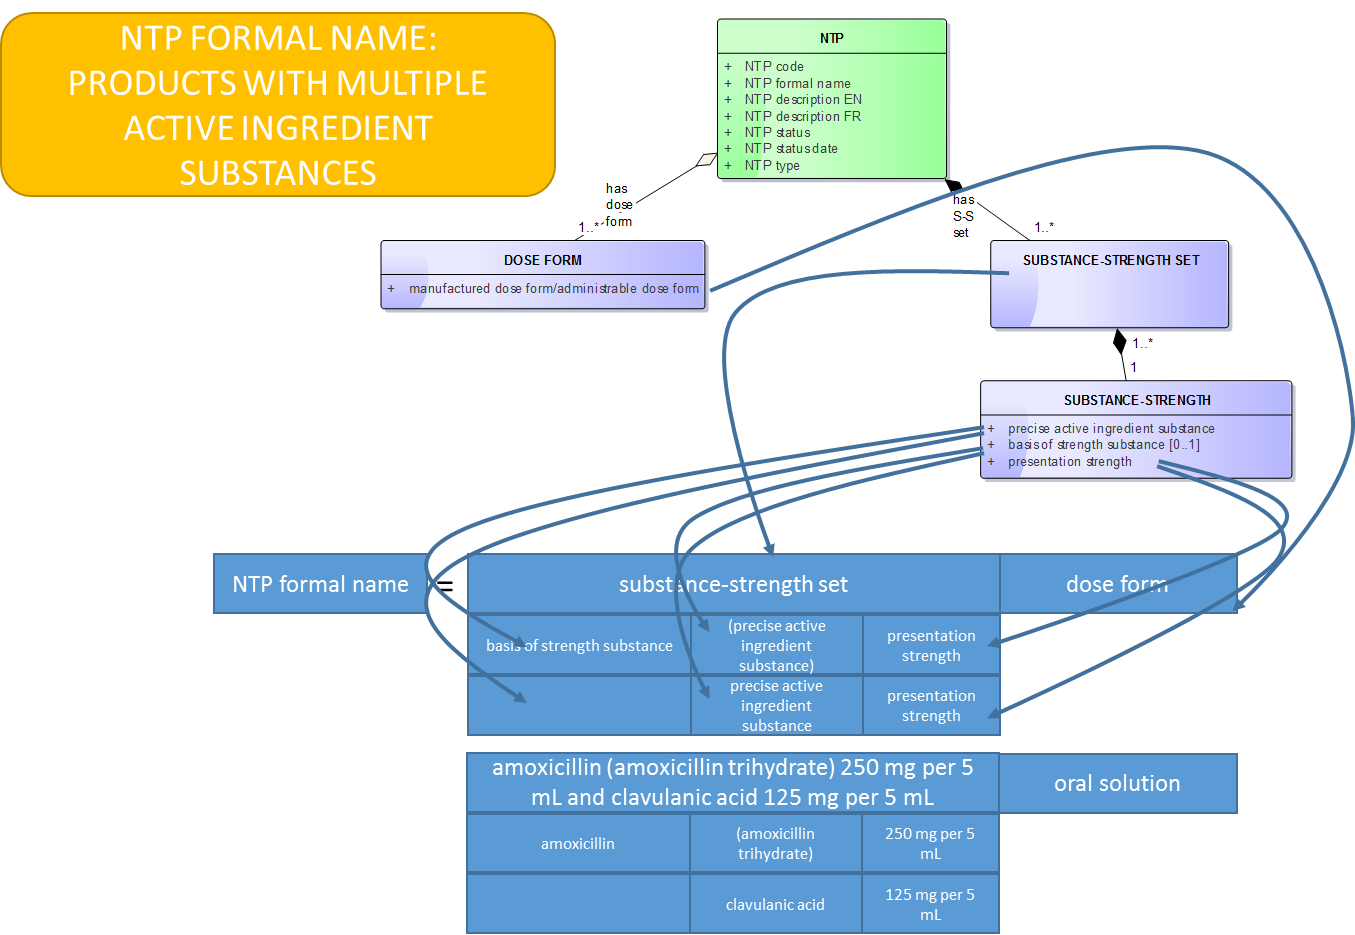 NTP FORMAL NAME:
PRODUCTS WITH MULTIPLE
ACTIVE INGREDIENT
SUBSTANCES
NTP
+ NTP code
+ NTP formal name
+ NTP description EN
+ NTP description FR
+ NTP status
+ NTP status date
+ NTP type
has
dose
form
1..*
has
S-S
set
1..*
DOSE FORM
+ manufactured dose form/administrable dose form
SUBSTANCE-STRENGTH SET
1..*
1
SUBSTANCE-STRENGTH
+ precise active ingredient substance
+ basis of strength substance [0..1]
+ presentation strength
NTP formal name
=
substance-strength set
dose form
basis of strength substance
(precise active
ingredient
substance)
presentation
strength
precise active
ingredient
substance
presentation
strength
amoxicillin (amoxicillin trihydrate) 250 mg per 5
mL and clavulanic acid 125 mg per 5 mL
oral solution
amoxicillin
(amoxicillin
trihydrate)
250 mg per 5
mL
clavulanic acid
125 mg per 5
mL